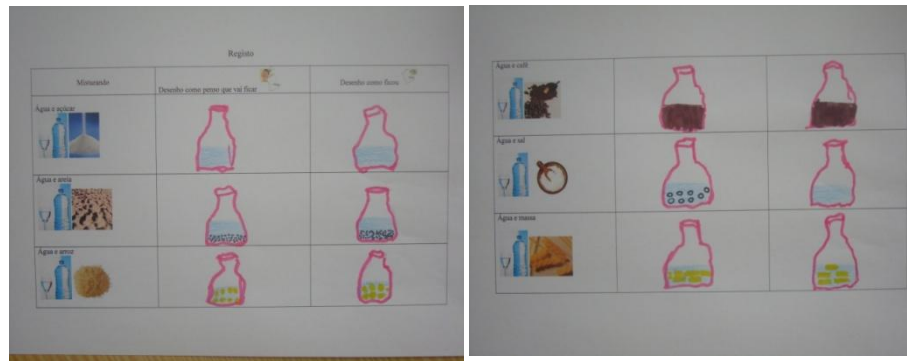 Registo
Misturando
Desenho como penso que vai ficar
Desenho como ficou
Água e açúcar
Água e areia
Água e arroz
Água e café
Água e sal
Água e massa